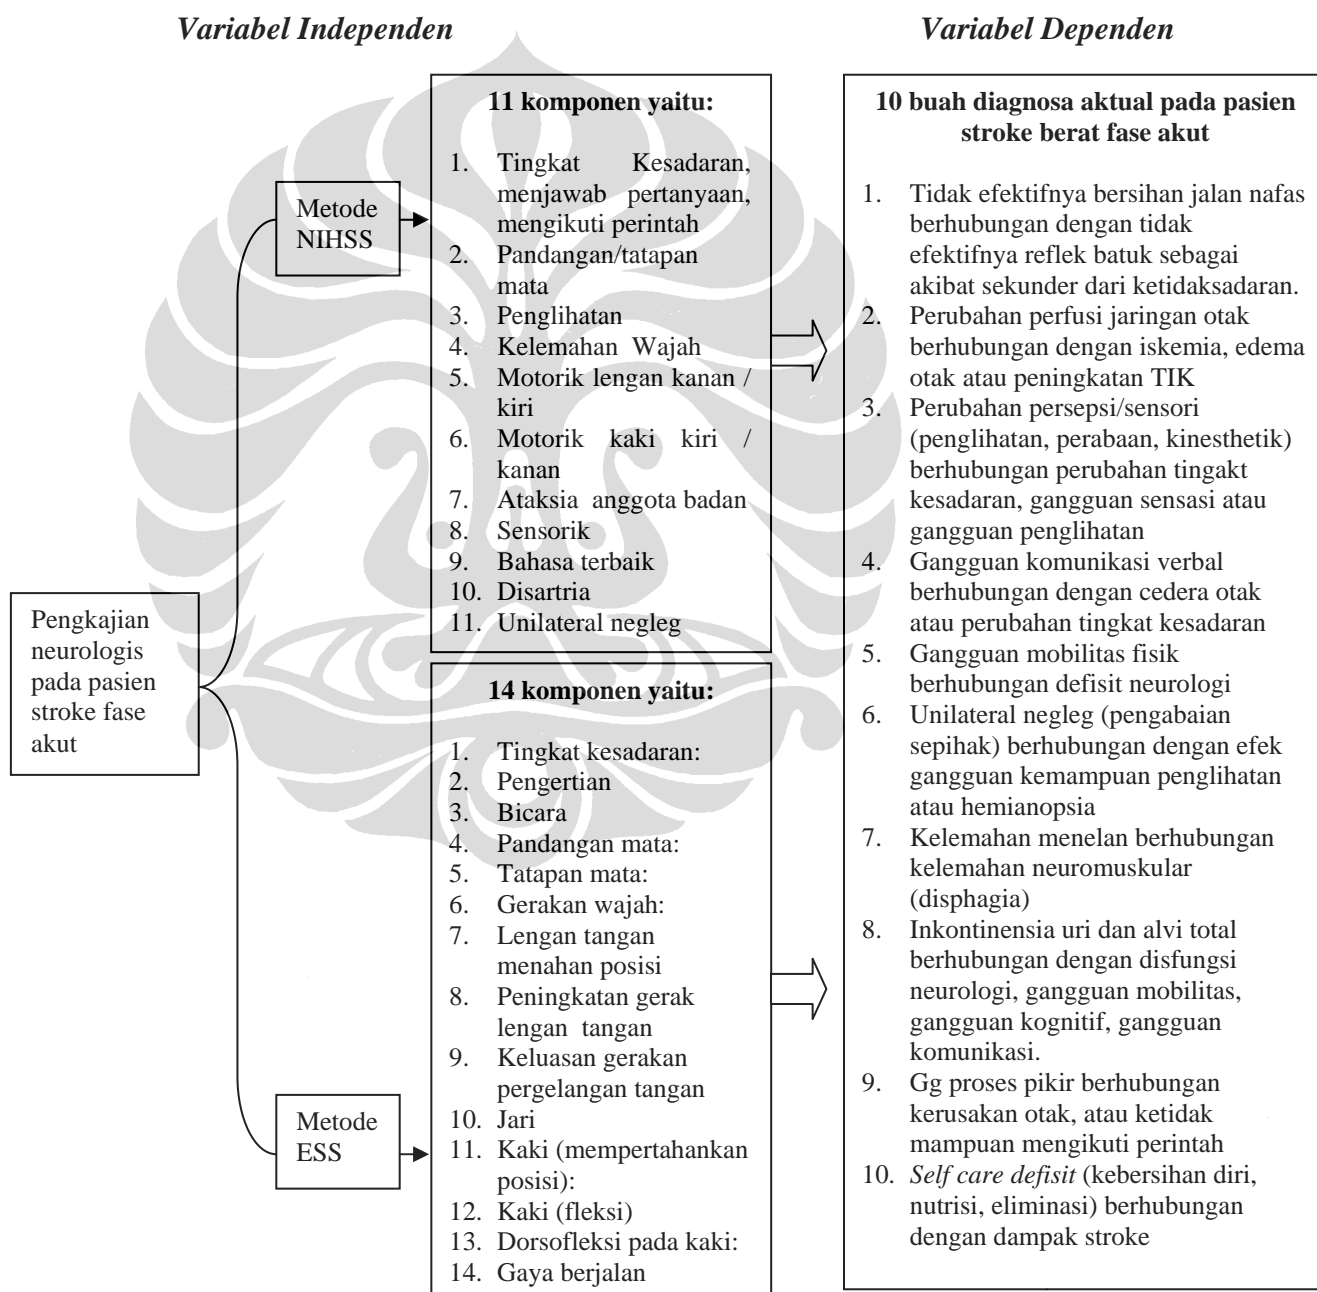 Variabel Independen
Variabel Dependen
Pengkajian
neurologis
pada pasien
stroke fase
akut
Metode
NIHSS
11 komponen yaitu:
1. Tingkat Kesadaran,
menjawab pertanyaan,
mengikuti perintah
2. Pandangan/tatapan
mata
3. Penglihatan
4. Kelemahan Wajah
5. Motorik lengan kanan /
kiri
6. Motorik kaki kiri /
kanan
7. Ataksia anggota badan
8. Sensorik
9. Bahasa terbaik
10. Disartria
11. Unilateral negleg
Metode
ESS
14 komponen yaitu:
1. Tingkat kesadaran:
2. Pengertian
3. Bicara
4. Pandangan mata:
5. Tatapan mata:
6. Gerakan wajah:
7. Lengan tangan
menahan posisi
8. Peningkatan gerak
lengan tangan
9. Keluasan gerakan
pergelangan tangan
10. Jari
11. Kaki (mempertahankan
posisi):
12. Kaki (fleksi)
13. Dorsofleksi pada kaki:
14. Gaya berjalan
10 buah diagnosa aktual pada pasien
stroke berat fase akut
1. Tidak efektifnya bersihan jalan nafas
berhubungan dengan tidak
efektifnya reflek batuk sebagai
akibat sekunder dari ketidaksadaran.
2. Perubahan perfusi jaringan otak
berhubungan dengan iskemia, edema
otak atau peningkatan TIK
3. Perubahan persepsi/sensori
(penglihatan, perabaan, kinesthetik)
berhubungan perubahan tingakt
kesadaran, gangguan sensasi atau
gangguan penglihatan
4. Gangguan komunikasi verbal
berhubungan dengan cedera otak
atau perubahan tingkat kesadaran
5. Gangguan mobilitas fisik
berhubungan defisit neurologi
6. Unilateral negleg (pengabaian
sepihak) berhubungan dengan efek
gangguan kemampuan penglihatan
atau hemianopsia
7. Kelemahan menelan berhubungan
kelemahan neuromuskular
(disphagia)
8. Inkontinensia uri dan alvi total
berhubungan dengan disfungsi
neurologi, gangguan mobilitas,
gangguan kognitif, gangguan
komunikasi.
9. Gg proses pikir berhubungan
kerusakan otak, atau ketidak
mampuan mengikuti perintah
10. Self care defisit (kebersihan diri,
nutrisi, eliminasi) berhubungan
dengan dampak stroke